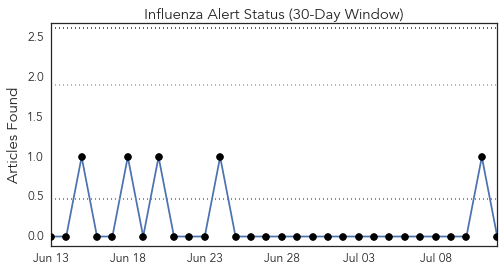 Influenza Alert Status (30-Day Window)
Articles Found
2.5
2.0
1.5
1.0
0.5
0.0
Jun 13 Jun 18 Jun 23 Jun 28 Jul 03 Jul 08